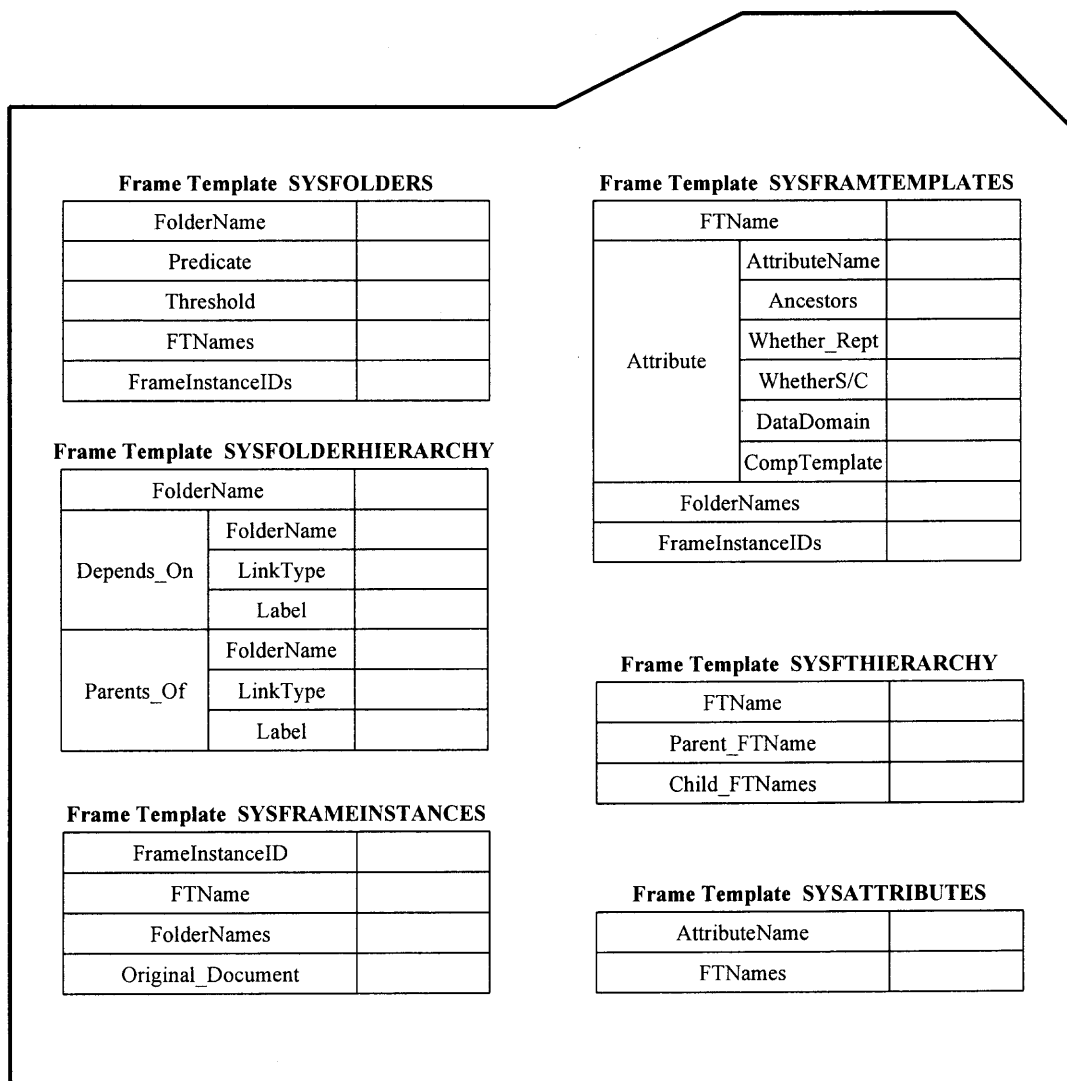 Frame Template SYSFOLDERS
FolderName
Predicate
Threshold
FTNames
FrameInstanceIDs
Frame Template SYSFOLDERHIERARCHY
FolderName
Depends_On
FolderName
LinkType
Label
Parents_Of
FolderName
LinkType
Label
Frame Template SYSFRAMEINSTANCES
FrameInstanceID
FTName
FolderNames
Original_Document
Frame Template SYSFRAMTEMPLATES
FTName
Attribute
AttributeName
Ancestors
Whether_Rept
WhetherS/C
DataDomain
CompTemplate
FolderNames
FrameInstanceIDs
Frame Template SYSFTHIERARCHY
FTName
Parent_FTName
Child_FTNames
Frame Template SYSATTRIBUTES
AttributeName
FTNames